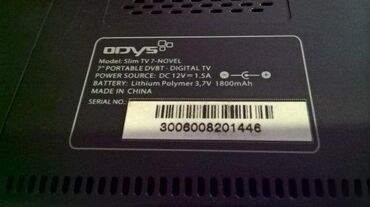 ODYS
Model: Slim TV 7-NOVEL
7" PORTABLE DVBT - DIGITAL TV
POWER SOURCE: DC 12V⎓1.5A
BATTERY: Lithium Polymer 3,7V 1800mAh
MADE IN CHINA
SERIAL NO.:
3006008201446